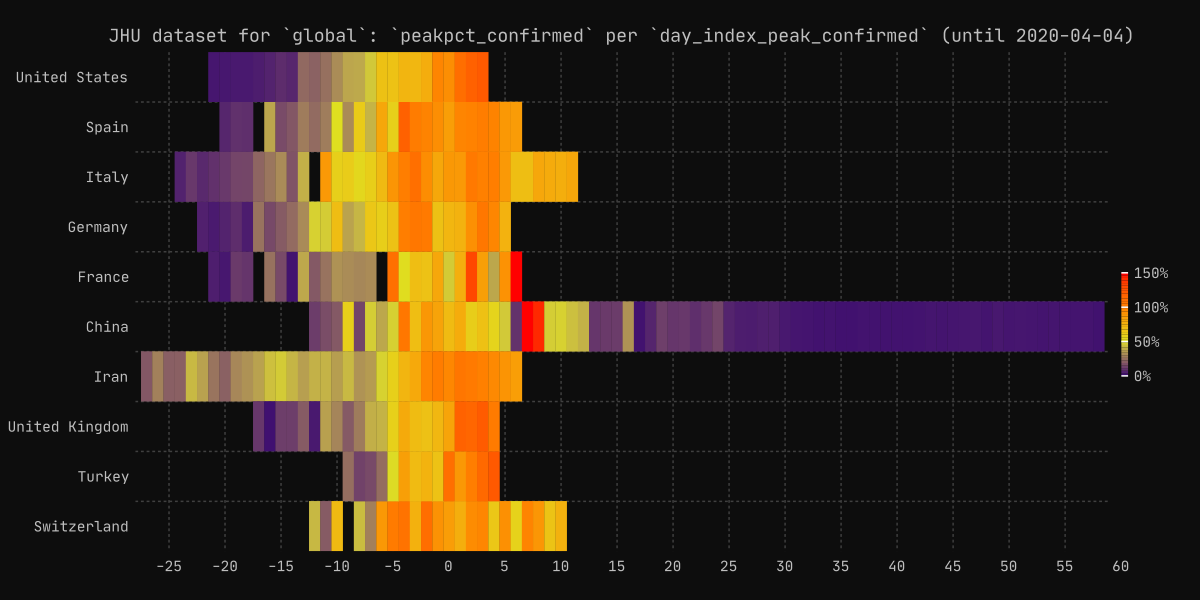 JHU dataset for `global`: `peakpct_confirmed` per `day_index_peak_confirmed` (until 2020-04-04)
United States
Spain
Italy
Germany
France
China
Iran
United Kingdom
Turkey
Switzerland
150%
100%
50%
0%
-25 -20 -15 -10 -5 0 5 10 15 20 25 30 35 40 45 50 55 60